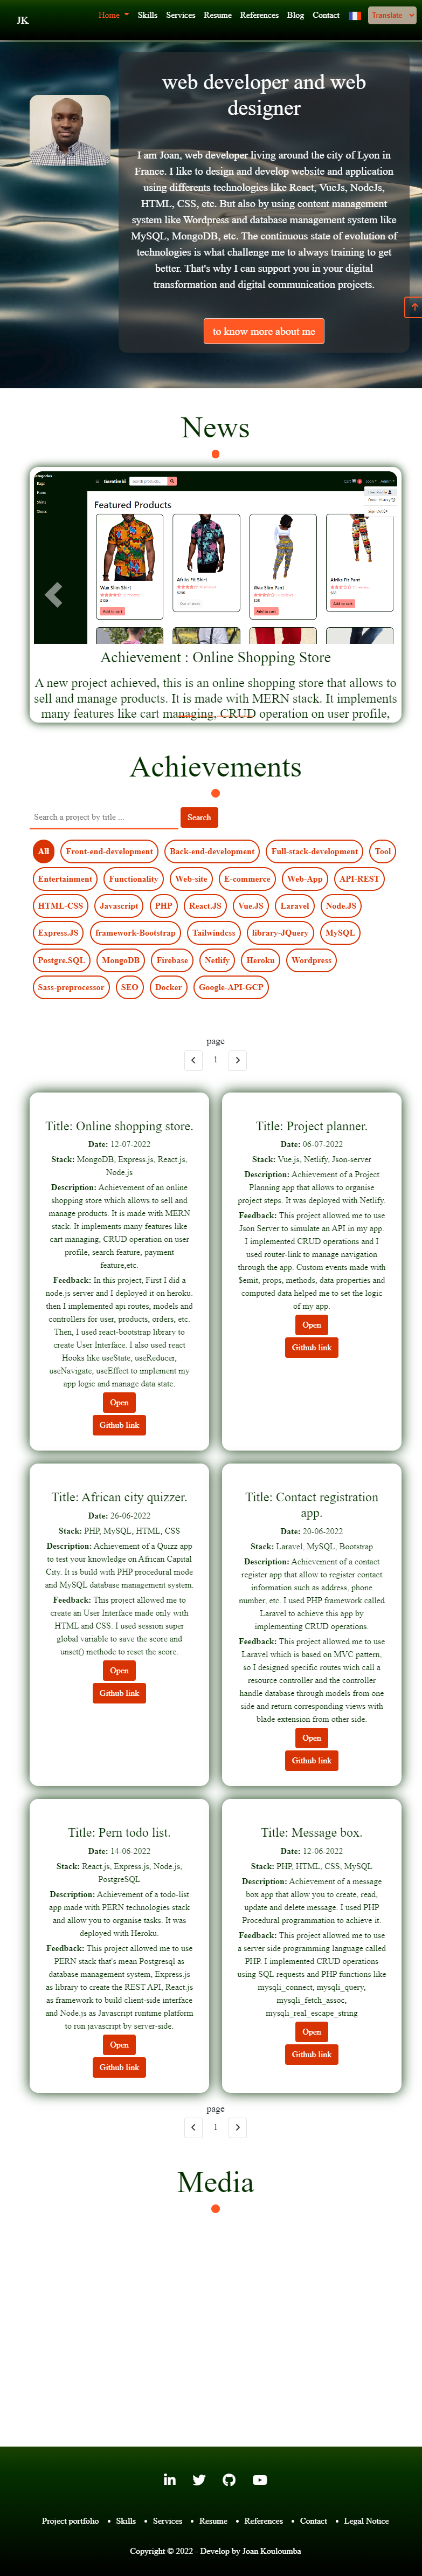 JK
Home Skills Services Resume References Blog Contact Translate
web developer and web
designer
I am Joan, web developer living around the city of Lyon in
France. I like to design and develop website and application
using differents technologies like React, VueJs, NodeJs,
HTML, CSS, etc. But also by using content management
system like Wordpress and database management system like
MySQL, MongoDB, etc. The continuous state of evolution of
technologies is what challenge me to always training to get
better. That's why I can support you in your digital
transformation and digital communication projects.
to know more about me
News
Garatimbi
Featured Products
Wax Slim Shirt
Afriks Fit Shirt
Wax Slim Pant
Afriks Fit Pant
Add to cart
Out of stock
Add to cart
Add to cart
Achievement : Online Shopping Store
A new project achieved, this is an online shopping store that allows to
sell and manage products. It is made with MERN stack. It implements
many features like cart managing, CRUD operation on user profile,
Achievements
Search a project by title ... Search
All Front-end-development Back-end-development Full-stack-development Tool
Entertainment Functionality Web-site E-commerce Web-App API-REST
HTML-CSS Javascript PHP React.JS Vue.JS Laravel Node.JS
Express.JS framework-Bootstrap Tailwindcss library-JQuery MySQL
Postgre.SQL MongoDB Firebase Netlify Heroku Wordpress
Sass-preprocessor SEO Docker Google-API-GCP
page
1
Title: Online shopping store.
Date: 12-07-2022
Stack: MongoDB, Express.js, React.js,
Node.js
Description: Achievement of an online
shopping store which allows to sell and
manage products. It is made with MERN
stack. It implements many features like
cart managing, CRUD operation on user
profile, search feature, payment
feature,etc.
Feedback: In this project, First I did a
node.js server and I deployed it on heroku.
then I implemented api routes, models and
controllers for user, products, orders, etc.
Then, I used react-bootstrap library to
create User Interface. I also used react
Hooks like useState, useReducer,
useNavigate, useEffect to implement my
app logic and manage data state.
Open
Github link
Title: Project planner.
Date: 06-07-2022
Stack: Vue.js, Netlify, Json-server
Description: Achievement of a Project
Planning app that allows to organise
project steps. It was deployed with Netlify.
Feedback: This project allowed me to use
Json Server to simulate an API in my app.
I implemented CRUD operations and I
used router-link to manage navigation
through the app. Custom events made with
$emit, props, methods, data properties and
computed data helped me to set the logic
of my app.
Open
Github link
Title: African city quizzer.
Date: 26-06-2022
Stack: PHP, MySQL, HTML, CSS
Description: Achievement of a Quizz app
to test your knowledge on African Capital
City. It is build with PHP procedural mode
and MySQL database management system.
Feedback: This project allowed me to
create an User Interface made only with
HTML and CSS. I used session super
global variable to save the score and
unset() methode to reset the score.
Open
Github link
Title: Contact registration
app.
Date: 20-06-2022
Stack: Laravel, MySQL, Bootstrap
Description: Achievement of a contact
register app that allow to register contact
information such as address, phone
number, etc. I used PHP framework called
Laravel to achieve this app by
implementing CRUD operations.
Feedback: This project allowed me to use
Laravel which is based on MVC pattern,
so I designed specific routes wich call a
resource controller and the controller
handle database through models from one
side and return corresponding views with
blade extension from other side.
Open
Github link
Title: Pern todo list.
Date: 14-06-2022
Stack: React.js, Express.js, Node.js,
PostgreSQL
Description: Achievement of a todo-list
app made with PERN technologies stack
and allow you to organise tasks. It was
deployed with Heroku.
Feedback: This project allowed me to use
PERN stack that's mean Postgresql as
database management system, Express.js
as library to create the REST API, React.js
as framework to build client-side interface
and Node.js as Javascript runtime platform
to run javascript by server-side.
Open
Github link
Title: Message box.
Date: 12-06-2022
Stack: PHP, HTML, CSS, MySQL
Description: Achievement of a message
box app that allow you to create, read,
update and delete message. I used PHP
Procedural programmation to achieve it.
Feedback: This project allowed me to use
a server side programming language called
PHP. I implemented CRUD operations
using SQL requests and PHP functions like
mysqli_connect, mysqli_query,
mysqli_fetch_assoc,
mysqli_real_escape_string
Open
Github link
page
1
Media
Project portfolio • Skills • Services • Resume • References • Contact • Legal Notice
Copyright © 2022 - Develop by Joan Kouloumba